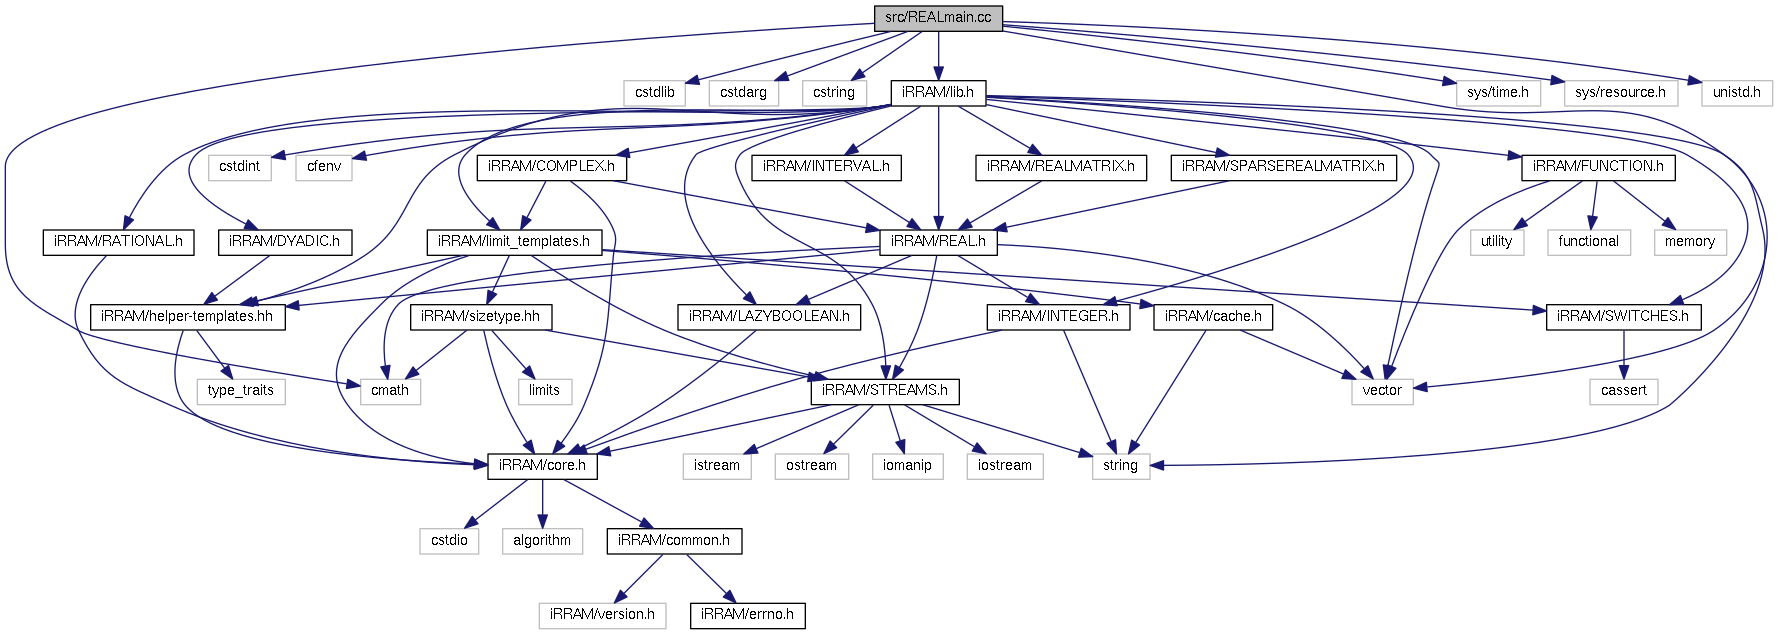 src/REALmain.cc
cstdlib
cstdarg
cstring
iRRAM/lib.h
sys/time.h
sys/resource.h
unistd.h
cstdint
cfenv
iRRAM/COMPLEX.h
iRRAM/INTERVAL.h
iRRAM/REALMATRIX.h
iRRAM/SPARSEREALMATRIX.h
iRRAM/FUNCTION.h
iRRAM/RATIONAL.h
iRRAM/DYADIC.h
iRRAM/limit_templates.h
iRRAM/REAL.h
utility
functional
memory
iRRAM/helper-templates.hh
iRRAM/sizetype.hh
iRRAM/LAZYBOOLEAN.h
iRRAM/INTEGER.h
iRRAM/cache.h
iRRAM/SWITCHES.h
type_traits
cmath
limits
iRRAM/STREAMS.h
vector
cassert
iRRAM/core.h
istream
ostream
iomanip
iostream
string
cstdio
algorithm
iRRAM/common.h
iRRAM/version.h
iRRAM/errno.h